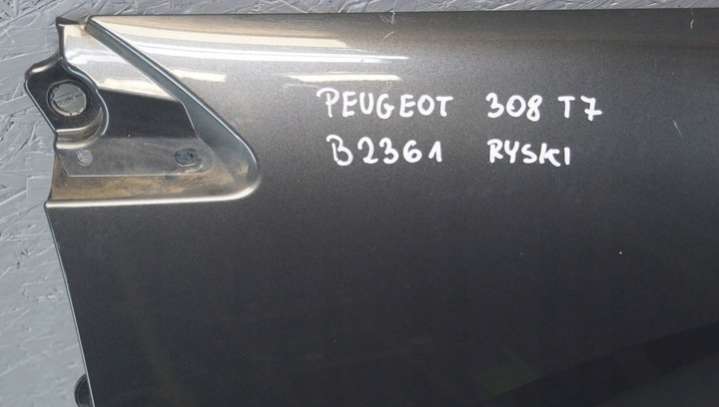 PEUGEOT 308 T7
B2361 RYSKI